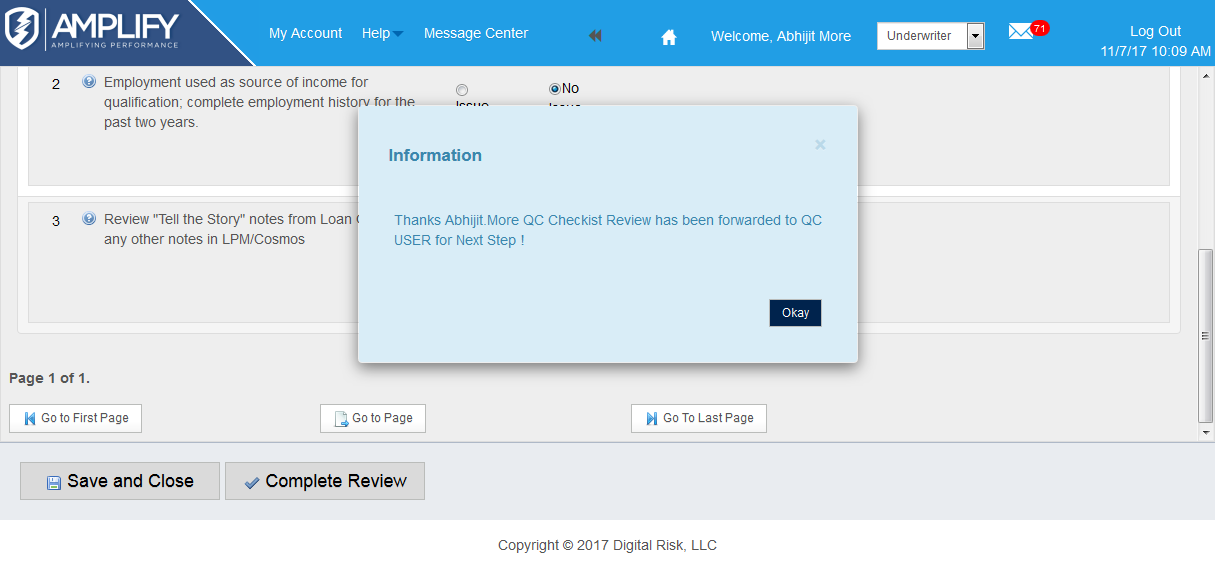 AMPLIFY
AMPLIFYING PERFORMANCE
My Account Help Message Center Welcome, Abhijit More Underwriter 71 Log Out
11/7/17 10:09 AM
2 Employment used as source of income for
qualification; complete employment history for the
past two years.
Issue No
Issue
3 Review "Tell the Story" notes from Loan
any other notes in LPM/Cosmos
Information ×
Thanks Abhijit.More QC Checkist Review has been forwarded to QC
USER for Next Step !
Okay
Page 1 of 1.
Go to First Page Go to Page Go To Last Page
Save and Close Complete Review
Copyright © 2017 Digital Risk, LLC